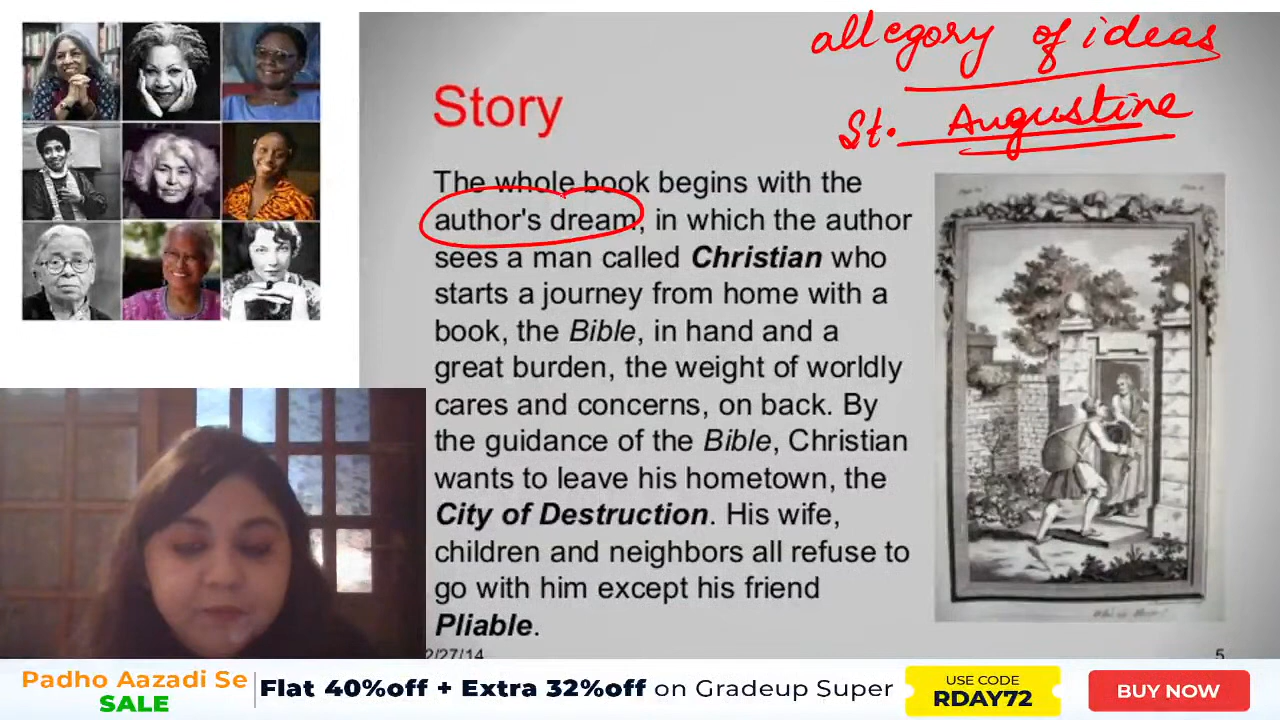 allegory of ideas
St. Augustine
Story
The whole book begins with the
author's dream, in which the author
sees a man called Christian who
starts a journey from home with a
book, the Bible, in hand and a
great burden, the weight of worldly
cares and concerns, on back. By
the guidance of the Bible, Christian
wants to leave his hometown, the
City of Destruction. His wife,
children and neighbors all refuse to
go with him except his friend
Pliable.
2/27/14
5
Padho Aazadi Se
SALE
Flat 40%off + Extra 32%off on Gradeup Super
USE CODE
RDAY72
BUY NOW